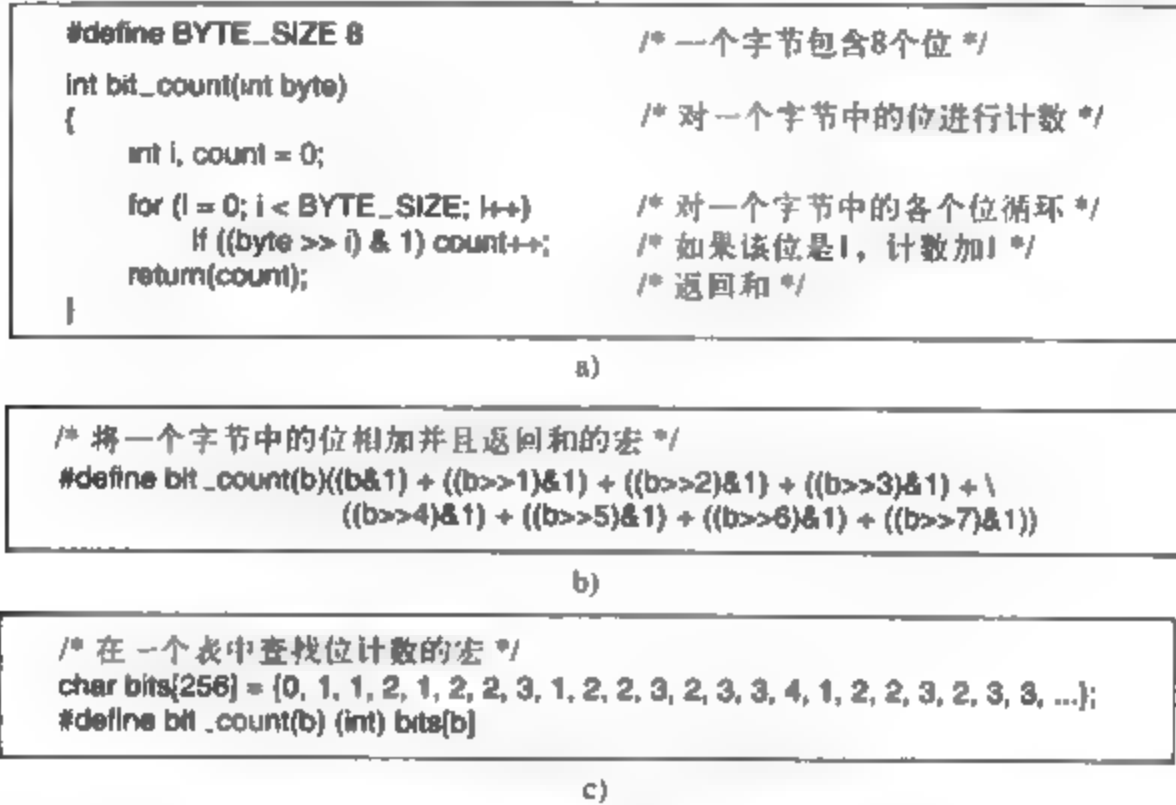 #define BYTE_SIZE 8 /* 一个字节包含8个位 */
int bit_count(int byte)
{ /* 对一个字节中的位进行计数 */
int i, count = 0;
for (i = 0; i < BYTE_SIZE; i++) /* 对一个字节中的各个位循环 */
if ((byte >> i) & 1) count++; /* 如果该位是1，计数加1 */
return(count); /* 返回和 */
}
a)
/* 将一个字节中的位相加并且返回和的宏 */
#define bit_count(b)((b&1) + ((b>>1)&1) + ((b>>2)&1) + ((b>>3)&1) + \
((b>>4)&1) + ((b>>5)&1) + ((b>>6)&1) + ((b>>7)&1))
b)
/* 在一个表中查找位计数的宏 */
char bits[256] = {0, 1, 1, 2, 1, 2, 2, 3, 1, 2, 2, 3, 2, 3, 3, 4, 1, 2, 2, 3, 2, 3, 3, ...};
#define bit_count(b) (int) bits[b]
c)